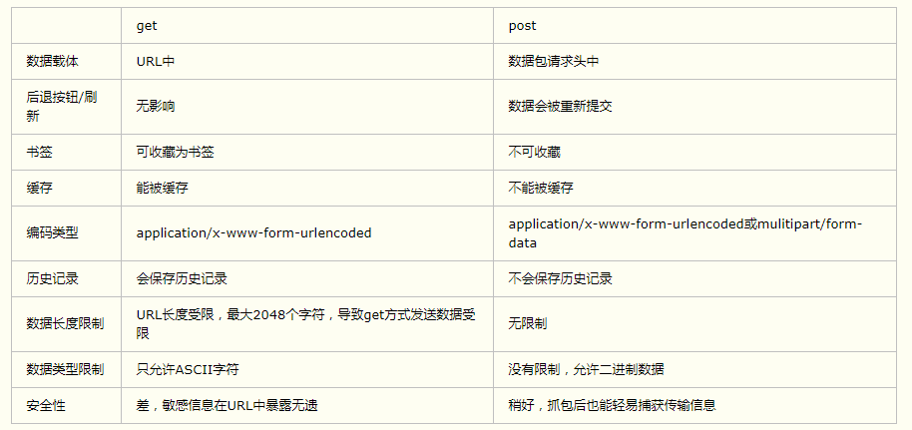 get post
数据载体 URL中 数据包请求头中
后退按钮/刷
新 无影响 数据会被重新提交
书签 可收藏为书签 不可收藏
缓存 能被缓存 不能被缓存
编码类型 application/x-www-form-urlencoded application/x-www-form-urlencoded或mulitipart/form-
data
历史记录 会保存历史记录 不会保存历史记录
数据长度限制 URL长度受限，最大2048个字符，导致get方式发送数据受
限 无限制
数据类型限制 只允许ASCII字符 没有限制，允许二进制数据
安全性 差，敏感信息在URL中暴露无遗 稍好，抓包后也能轻易捕获传输信息